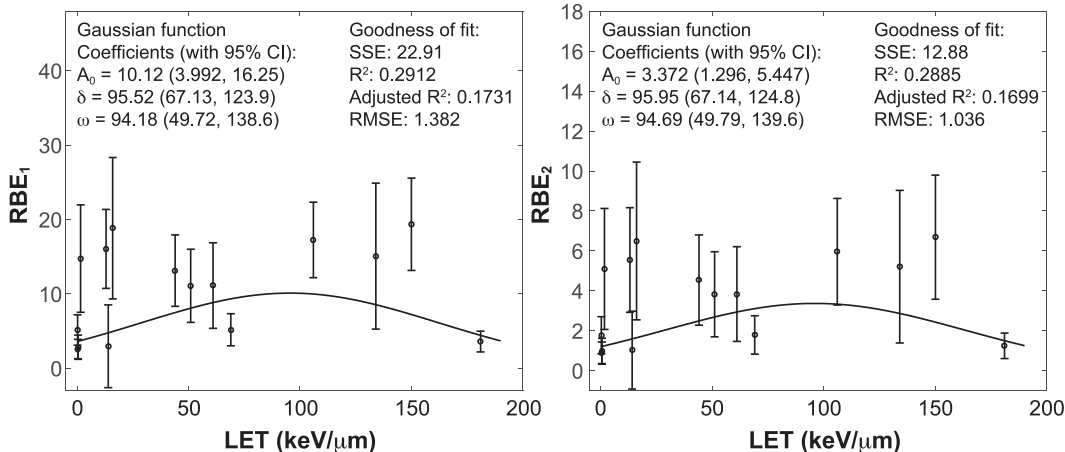 Gaussian function
Coefficients (with 95% CI):
A₀ = 10.12 (3.992, 16.25)
δ = 95.52 (67.13, 123.9)
ω = 94.18 (49.72, 138.6)
Goodness of fit:
SSE: 22.91
R²: 0.2912
Adjusted R²: 0.1731
RMSE: 1.382
40
30
20
10
0
RBE₁
0 50 100 150 200
LET (keV/μm)
Gaussian function
Coefficients (with 95% CI):
A₀ = 3.372 (1.296, 5.447)
δ = 95.95 (67.14, 124.8)
ω = 94.69 (49.79, 139.6)
Goodness of fit:
SSE: 12.88
R²: 0.2885
Adjusted R²: 0.1699
RMSE: 1.036
18
16
14
12
10
8
6
4
2
0
RBE₂
0 50 100 150 200
LET (keV/μm)